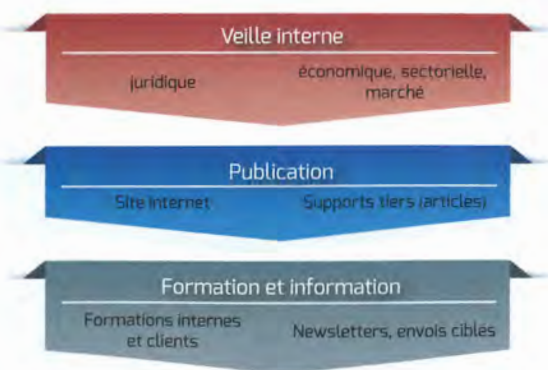 Veille interne
juridique
économique, sectorielle,
marché
Publication
Site internet
Supports tiers (articles)
Formation et information
Formations internes
et clients
Newsletters, envois ciblés